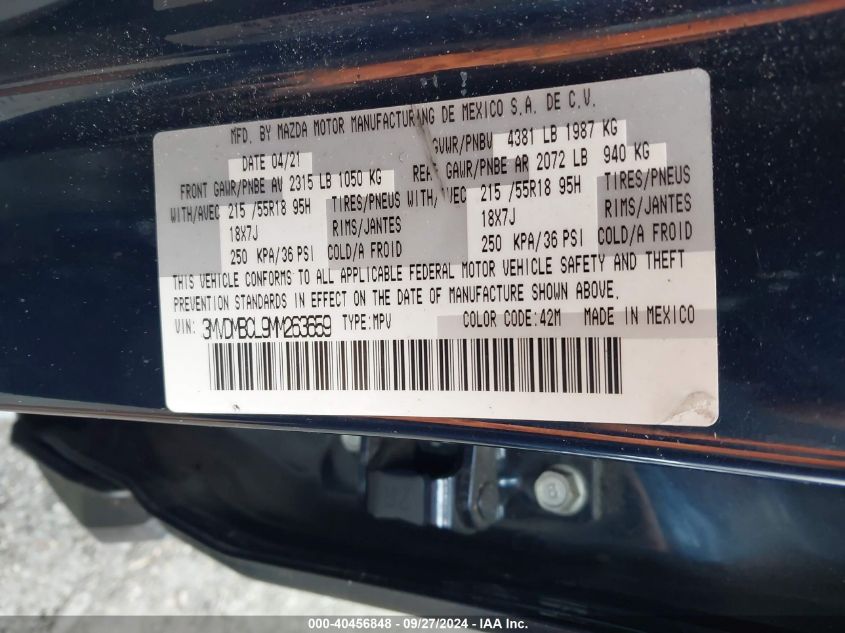 MFD. BY MAZDA MOTOR MANUFACTURING DE MEXICO S.A. DE C.V.
DATE 04/21 GVWR/PNBV 4381 LB 1987 KG
FRONT GAWR/PNBE AV 2315 LB 1050 KG REAR GAWR/PNBE AR 2072 LB 940 KG
WITH/AVEC 215 /55R18 95H TIRES/PNEUS WITH/AVEC 215 /55R18 95H TIRES/PNEUS
18X7J RIMS/JANTES 18X7J RIMS/JANTES
250 KPA/36 PSI COLD/A FROID 250 KPA/36 PSI COLD/A FROID
THIS VEHICLE CONFORMS TO ALL APPLICABLE FEDERAL MOTOR VEHICLE SAFETY AND THEFT
PREVENTION STANDARDS IN EFFECT ON THE DATE OF MANUFACTURE SHOWN ABOVE.
VIN: 3MVDMBCL9MM263659 TYPE:MPV COLOR CODE:42M MADE IN MEXICO
000-40456848 - 09/27/2024 - IAA, Inc.